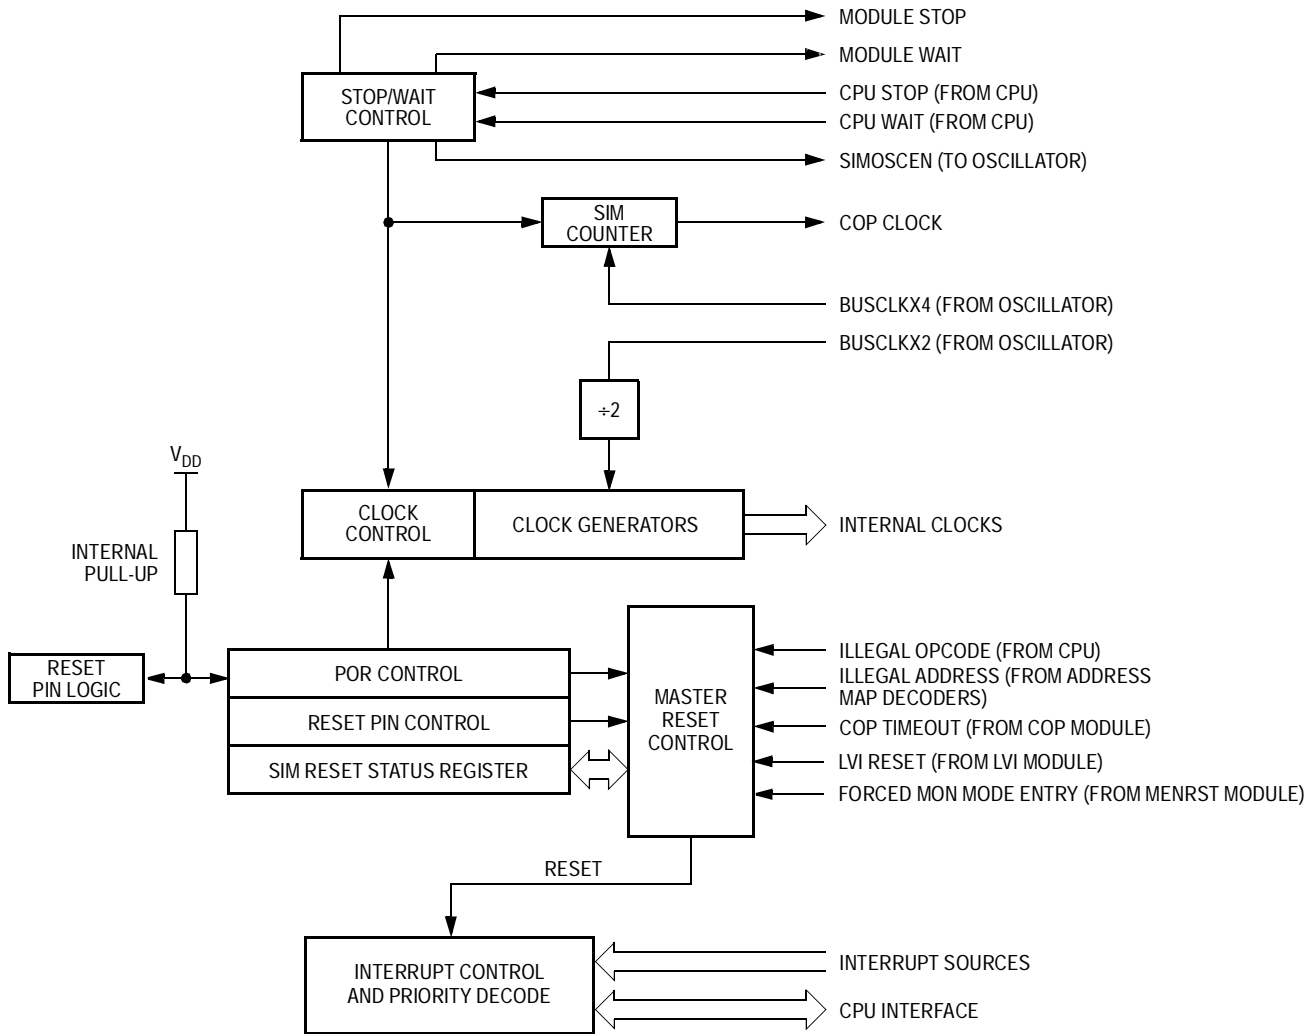 MODULE STOP
MODULE WAIT
STOP/WAIT
CONTROL
CPU STOP (FROM CPU)
CPU WAIT (FROM CPU)
SIMOSCEN (TO OSCILLATOR)
SIM
COUNTER
COP CLOCK
BUSCLKX4 (FROM OSCILLATOR)
BUSCLKX2 (FROM OSCILLATOR)
÷2
VDD
INTERNAL
PULL-UP
CLOCK
CONTROL
CLOCK GENERATORS
INTERNAL CLOCKS
RESET
PIN LOGIC
POR CONTROL
RESET PIN CONTROL
SIM RESET STATUS REGISTER
MASTER
RESET
CONTROL
ILLEGAL OPCODE (FROM CPU)
ILLEGAL ADDRESS (FROM ADDRESS
MAP DECODERS)
COP TIMEOUT (FROM COP MODULE)
LVI RESET (FROM LVI MODULE)
FORCED MON MODE ENTRY (FROM MENRST MODULE)
RESET
INTERRUPT CONTROL
AND PRIORITY DECODE
INTERRUPT SOURCES
CPU INTERFACE